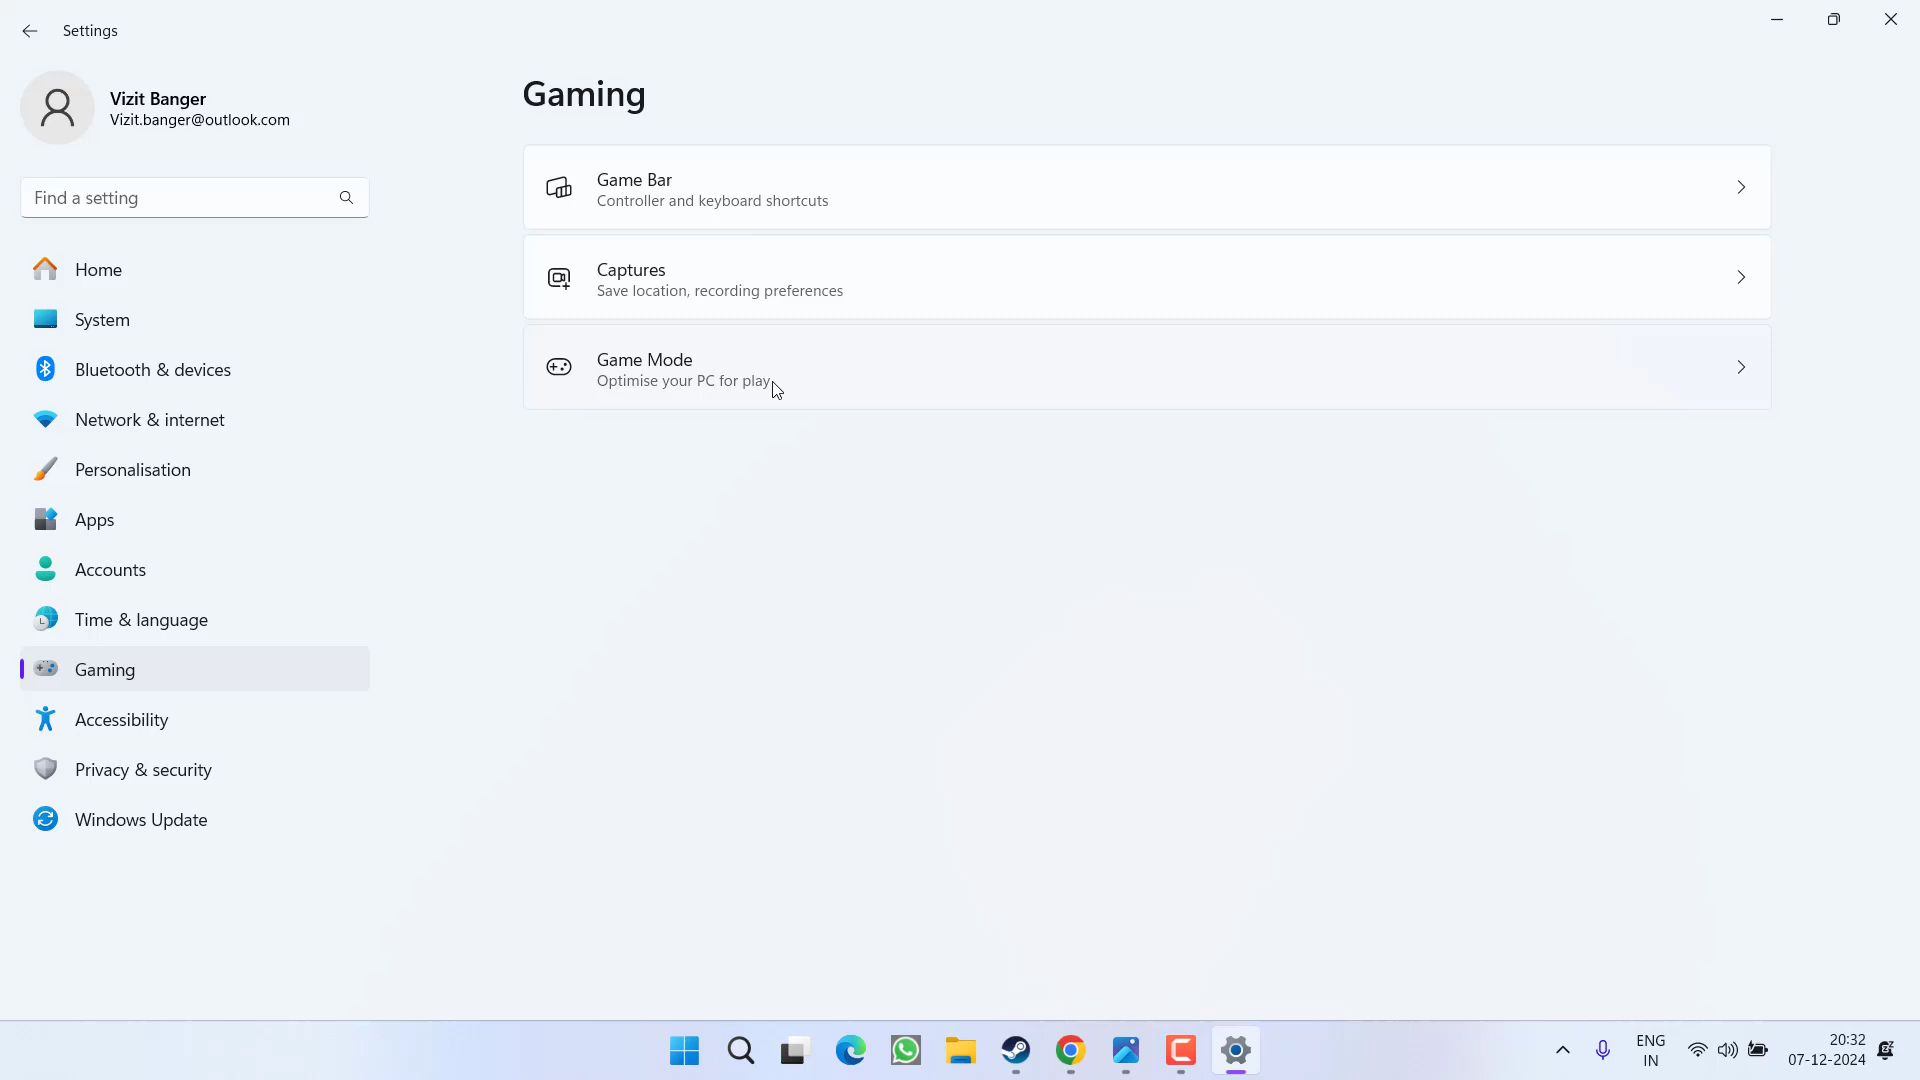 Settings
Vizit Banger
Vizit.banger@outlook.com
Find a setting
Home
System
Bluetooth & devices
Network & internet
Personalisation
Apps
Accounts
Time & language
Gaming
Accessibility
Privacy & security
Windows Update
Gaming
Game Bar
Controller and keyboard shortcuts
Captures
Save location, recording preferences
Game Mode
Optimise your PC for play
ENG
IN
20:32
07-12-2024